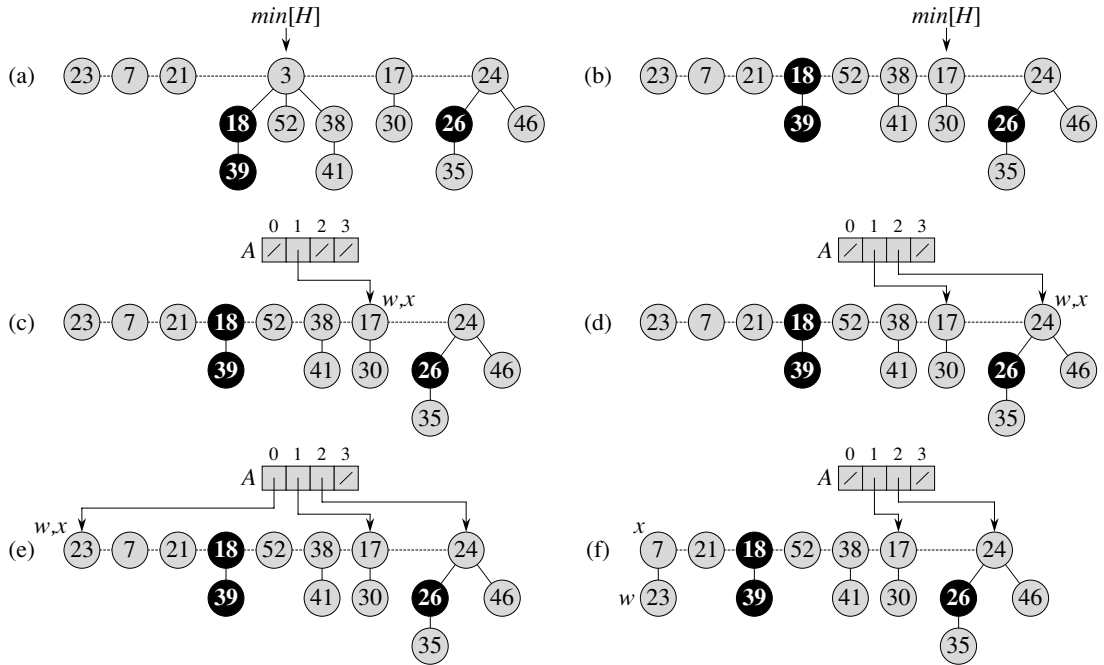 min[H]
min[H]
(a) 23 7 21 3 17 24
18 52 38 30 26 46
39 41 35
(b) 23 7 21 18 52 38 17 24
39 41 30 26 46
35
0 1 2 3
A
w,x
(c) 23 7 21 18 52 38 17 24
39 41 30 26 46
35
0 1 2 3
A
w,x
(d) 23 7 21 18 52 38 17 24
39 41 30 26 46
35
0 1 2 3
A
w,x
(e) 23 7 21 18 52 38 17 24
39 41 30 26 46
35
0 1 2 3
A
x
(f) 7 21 18 52 38 17 24
w 23 39 41 30 26 46
35